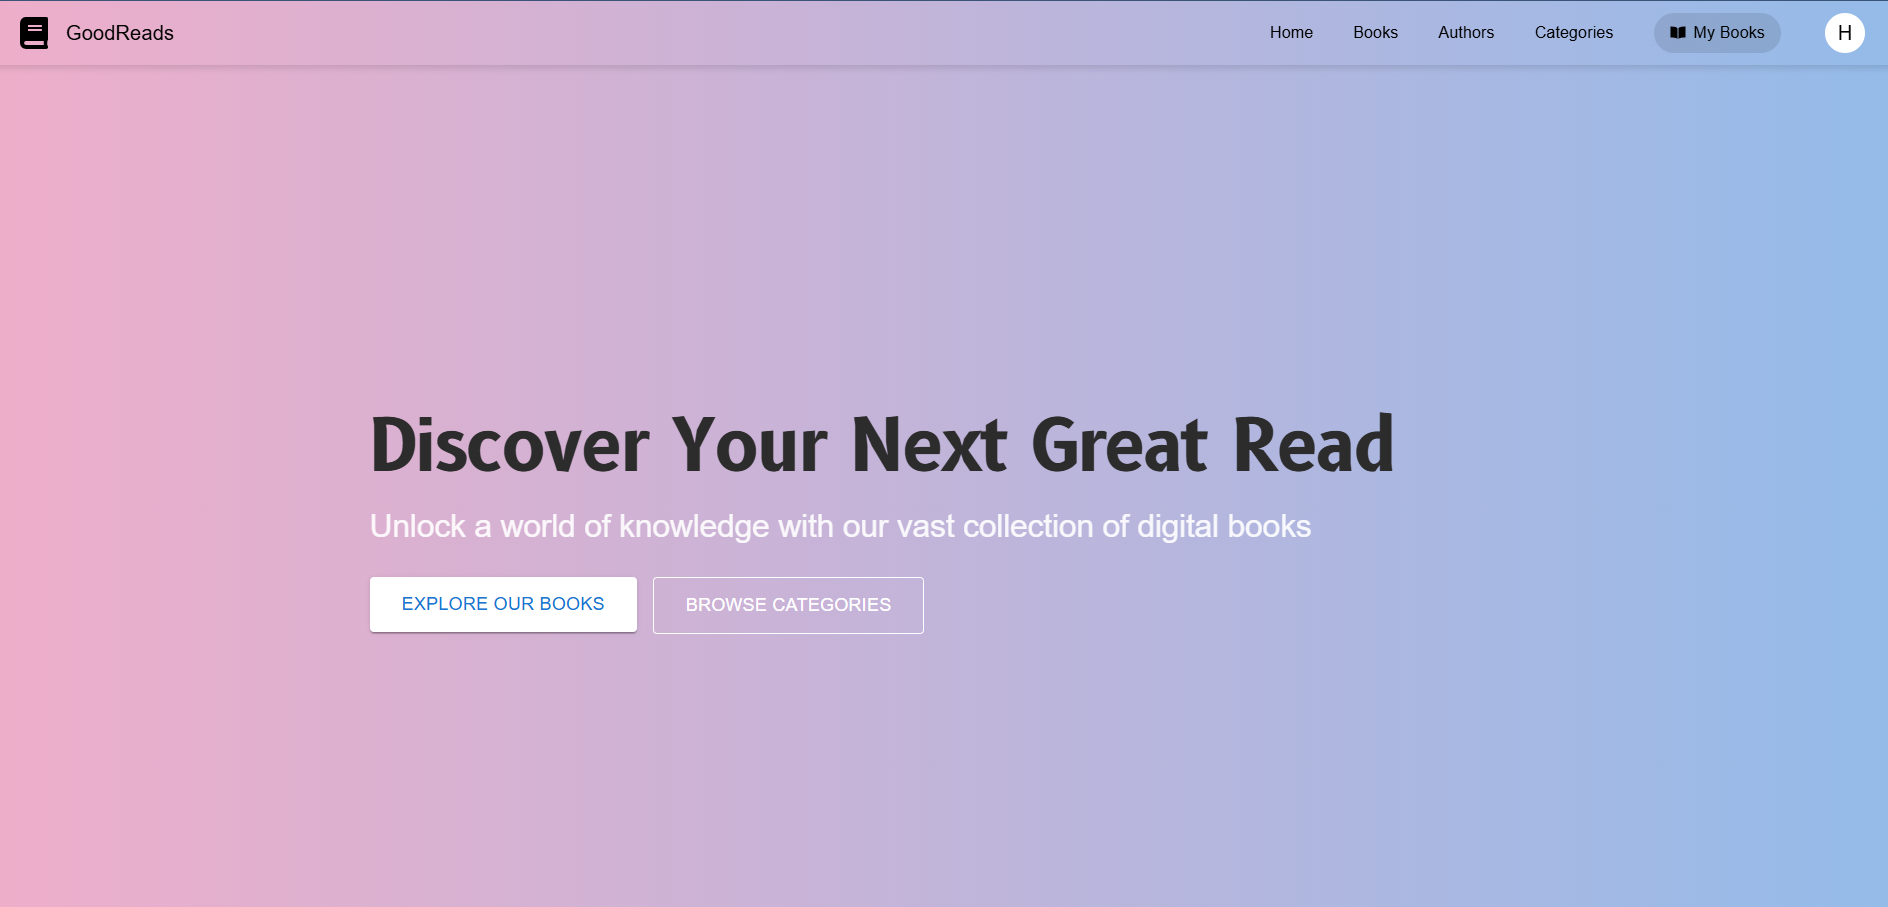 GoodReads
Home
Books
Authors
Categories
My Books
H
Discover Your Next Great Read
Unlock a world of knowledge with our vast collection of digital books
EXPLORE OUR BOOKS
BROWSE CATEGORIES